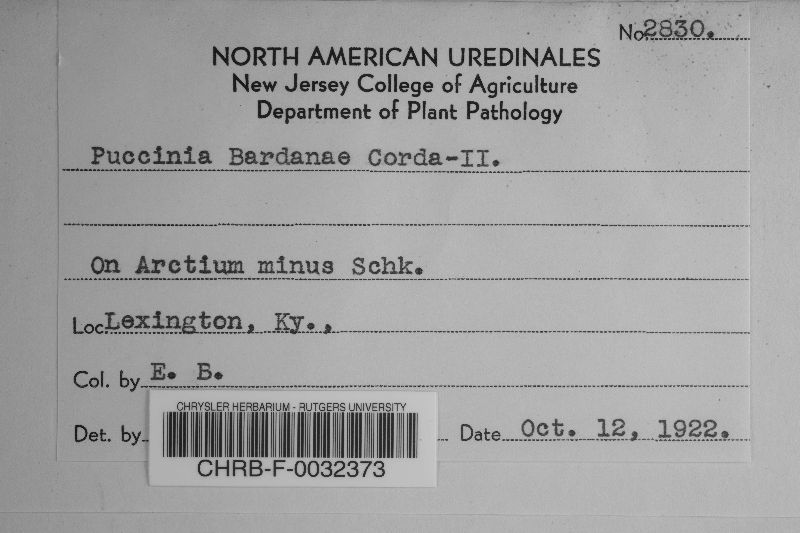 No. 2830.
NORTH AMERICAN UREDINALES
New Jersey College of Agriculture
Department of Plant Pathology
Puccinia Bardanae Corda-II.
On Arctium minus Schk.
Loc Lexington, Ky.,
Col. by E. B.
Det. by
Date Oct. 12, 1922.
CHRYSLER HERBARIUM - RUTGERS UNIVERSITY
CHRB-F-0032373